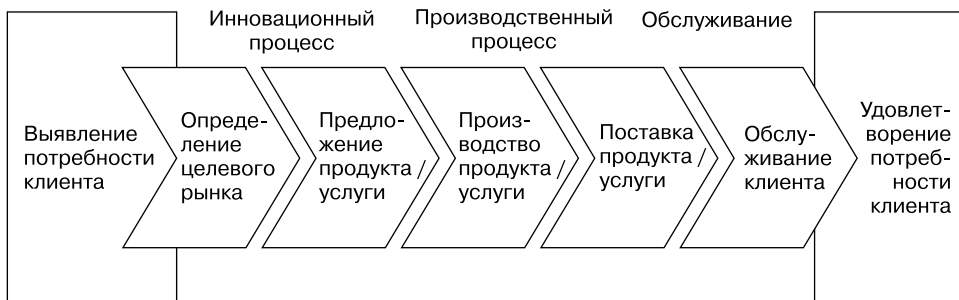 Инновационный
процесс
Производственный
процесс
Обслуживание
Выявление
потребности
клиента
Опреде-
ление
целевого
рынка
Предло-
жение
продукта /
услуги
Произ-
водство
продукта /
услуги
Поставка
продукта /
услуги
Обслу-
живание
клиента
Удовлет-
ворение
потреб-
ности
клиента